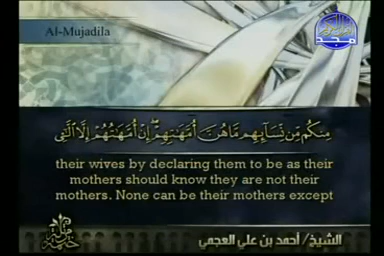 Al-Mujadila
المجد
مِنكُم مِّن نِّسَآئِهِم مَّا هُنَّ أُمَّهَٰتِهِمْ ۖ إِنْ أُمَّهَٰتُهُمْ إِلَّا ٱلَّٰٓـِٔى
their wives by declaring them to be as their
mothers should know they are not their
mothers. None can be their mothers except
الشيخ/ أحمد بن علي العجمي